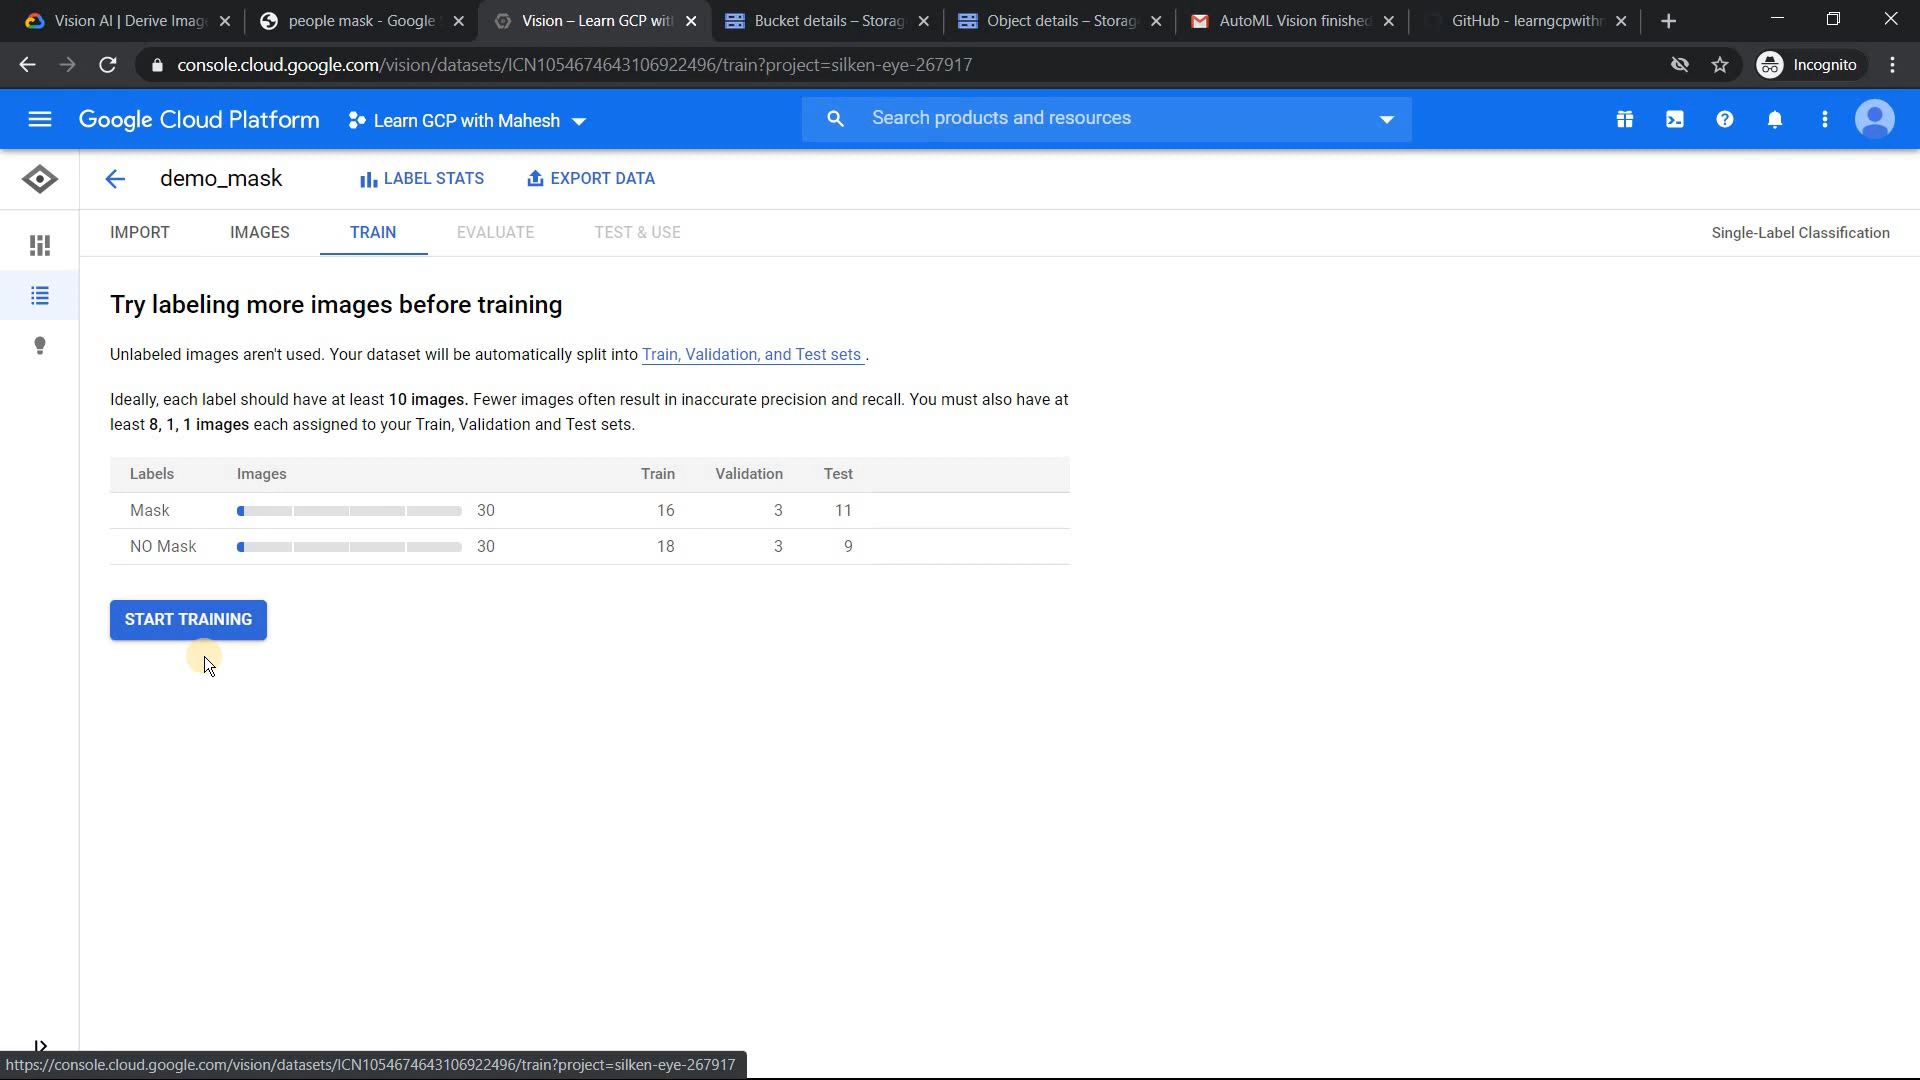 Vision AI | Derive Image
people mask - Google
Vision – Learn GCP wit
Bucket details – Storag
Object details – Storag
AutoML Vision finished
GitHub - learngcpwith
console.cloud.google.com/vision/datasets/ICN1054674643106922496/train?project=silken-eye-267917
Incognito
Google Cloud Platform
Learn GCP with Mahesh
Search products and resources
demo_mask
LABEL STATS
EXPORT DATA
IMPORT
IMAGES
TRAIN
EVALUATE
TEST & USE
Single-Label Classification
Try labeling more images before training
Unlabeled images aren't used. Your dataset will be automatically split into Train, Validation, and Test sets .
Ideally, each label should have at least 10 images. Fewer images often result in inaccurate precision and recall. You must also have at
least 8, 1, 1 images each assigned to your Train, Validation and Test sets.
Labels Images Train Validation Test
Mask 30 16 3 11
NO Mask 30 18 3 9
START TRAINING
https://console.cloud.google.com/vision/datasets/ICN1054674643106922496/train?project=silken-eye-267917